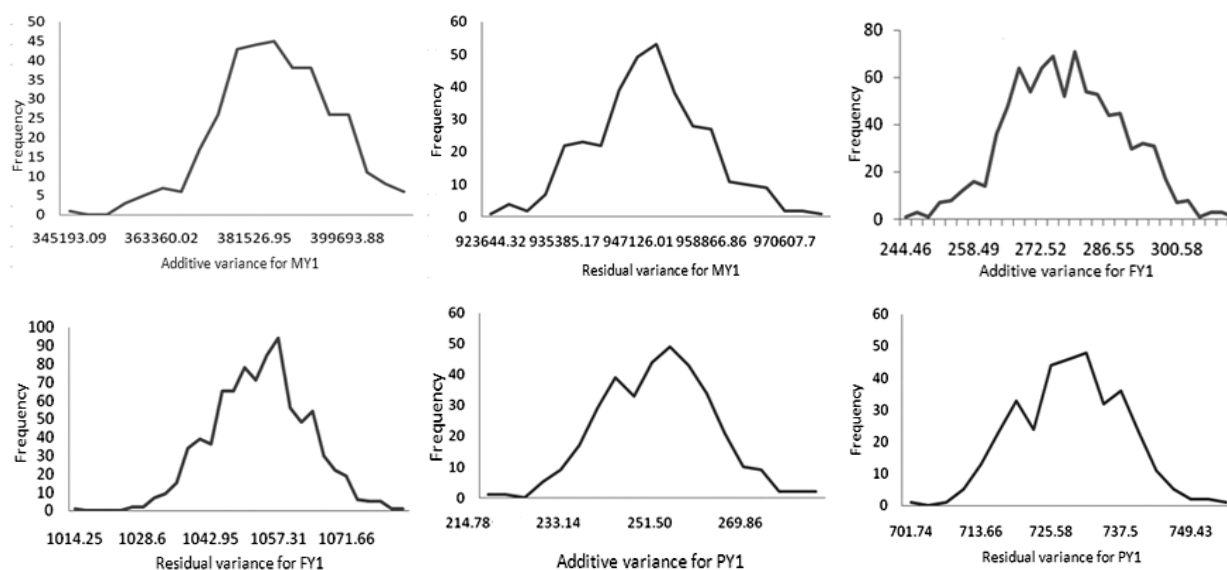 50
45
40
35
30
25
20
15
10
5
0
Frequency
345193.09 363360.02 381526.95 399693.88
Additive variance for MY1
60
50
40
30
20
10
0
Frequency
923644.32 935385.17 947126.01 958866.86 970607.7
Residual variance for MY1
80
60
40
20
0
Frequency
244.46 258.49 272.52 286.55 300.58
Additive variance for FY1
100
90
80
70
60
50
40
30
20
10
0
Frequency
1014.25 1028.6 1042.95 1057.31 1071.66
Residual variance for FY1
60
50
40
30
20
10
0
Frequency
214.78 233.14 251.50 269.86
Additive variance for PY1
60
50
40
30
20
10
0
Frequency
701.74 713.66 725.58 737.5 749.43
Residual variance for PY1